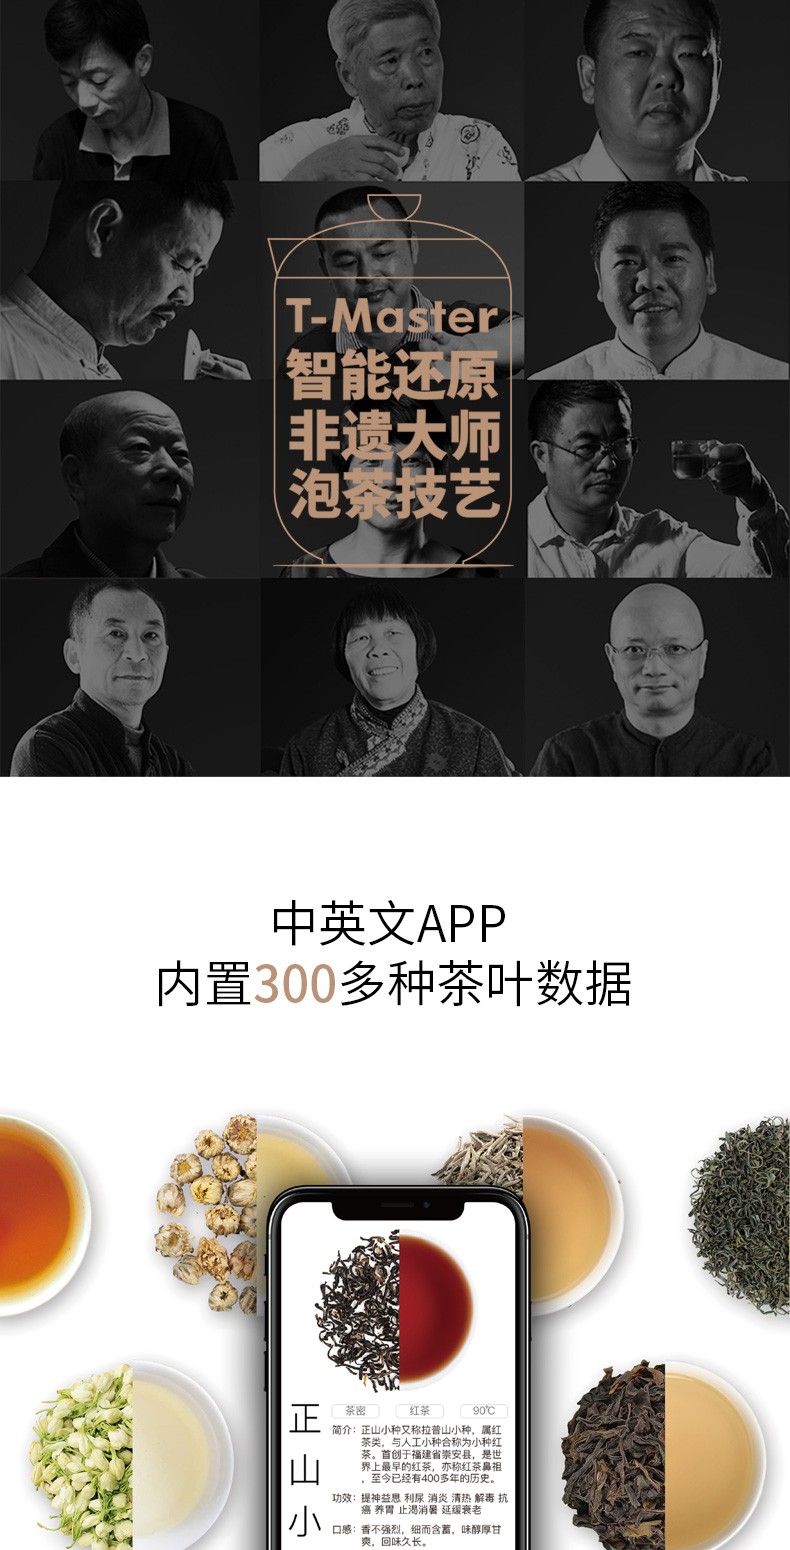 T-Master
智能还原
非遗大师
泡茶技艺
中英文APP
内置300多种茶叶数据
茶密 红茶 90℃
正山小
简介：正山小种又称拉普山小种，属红
茶类，与人工小种合称为小种红
茶。首创于福建省崇安县，是世
界上最早的红茶，亦称红茶鼻祖
，至今已经有400多年的历史。
功效：提神益思 利尿 消炎 清热 解毒 抗
癌 养胃 止渴消暑 延缓衰老
口感：香不强烈，细而含蓄，味醇厚甘
爽，回味久长。